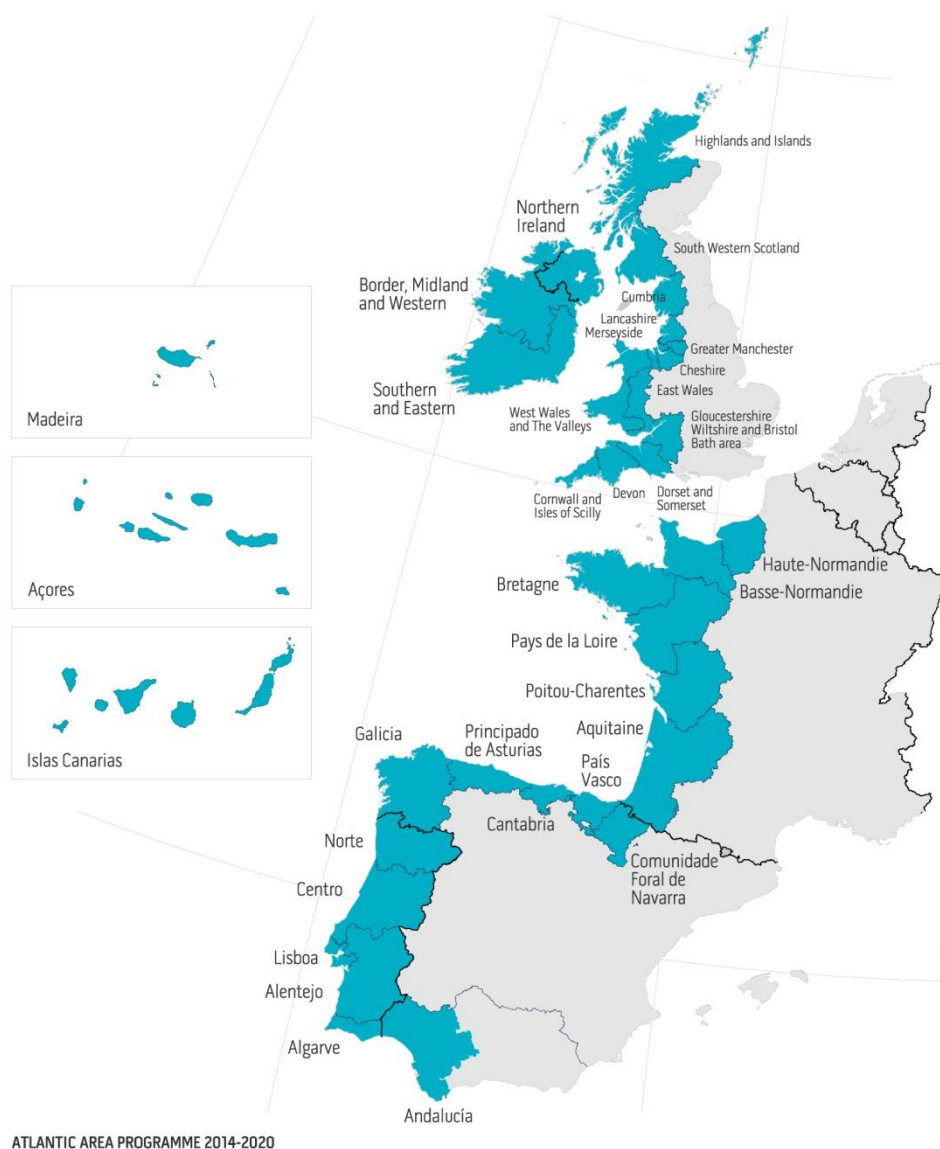 Highlands and Islands
Northern
Ireland
South Western Scotland
Border, Midland
and Western
Cumbria
Lancashire
Merseyside
Greater Manchester
Cheshire
East Wales
Southern
and Eastern
West Wales
and The Valleys
Gloucestershire
Wiltshire and Bristol
Bath area
Cornwall and
Isles of Scilly
Devon
Dorset and
Somerset
Madeira
Açores
Islas Canarias
Haute-Normandie
Basse-Normandie
Bretagne
Pays de la Loire
Poitou-Charentes
Aquitaine
País
Vasco
Principado
de Asturias
Galicia
Cantabria
Comunidade
Foral de
Navarra
Norte
Centro
Lisboa
Alentejo
Algarve
Andalucía
ATLANTIC AREA PROGRAMME 2014-2020